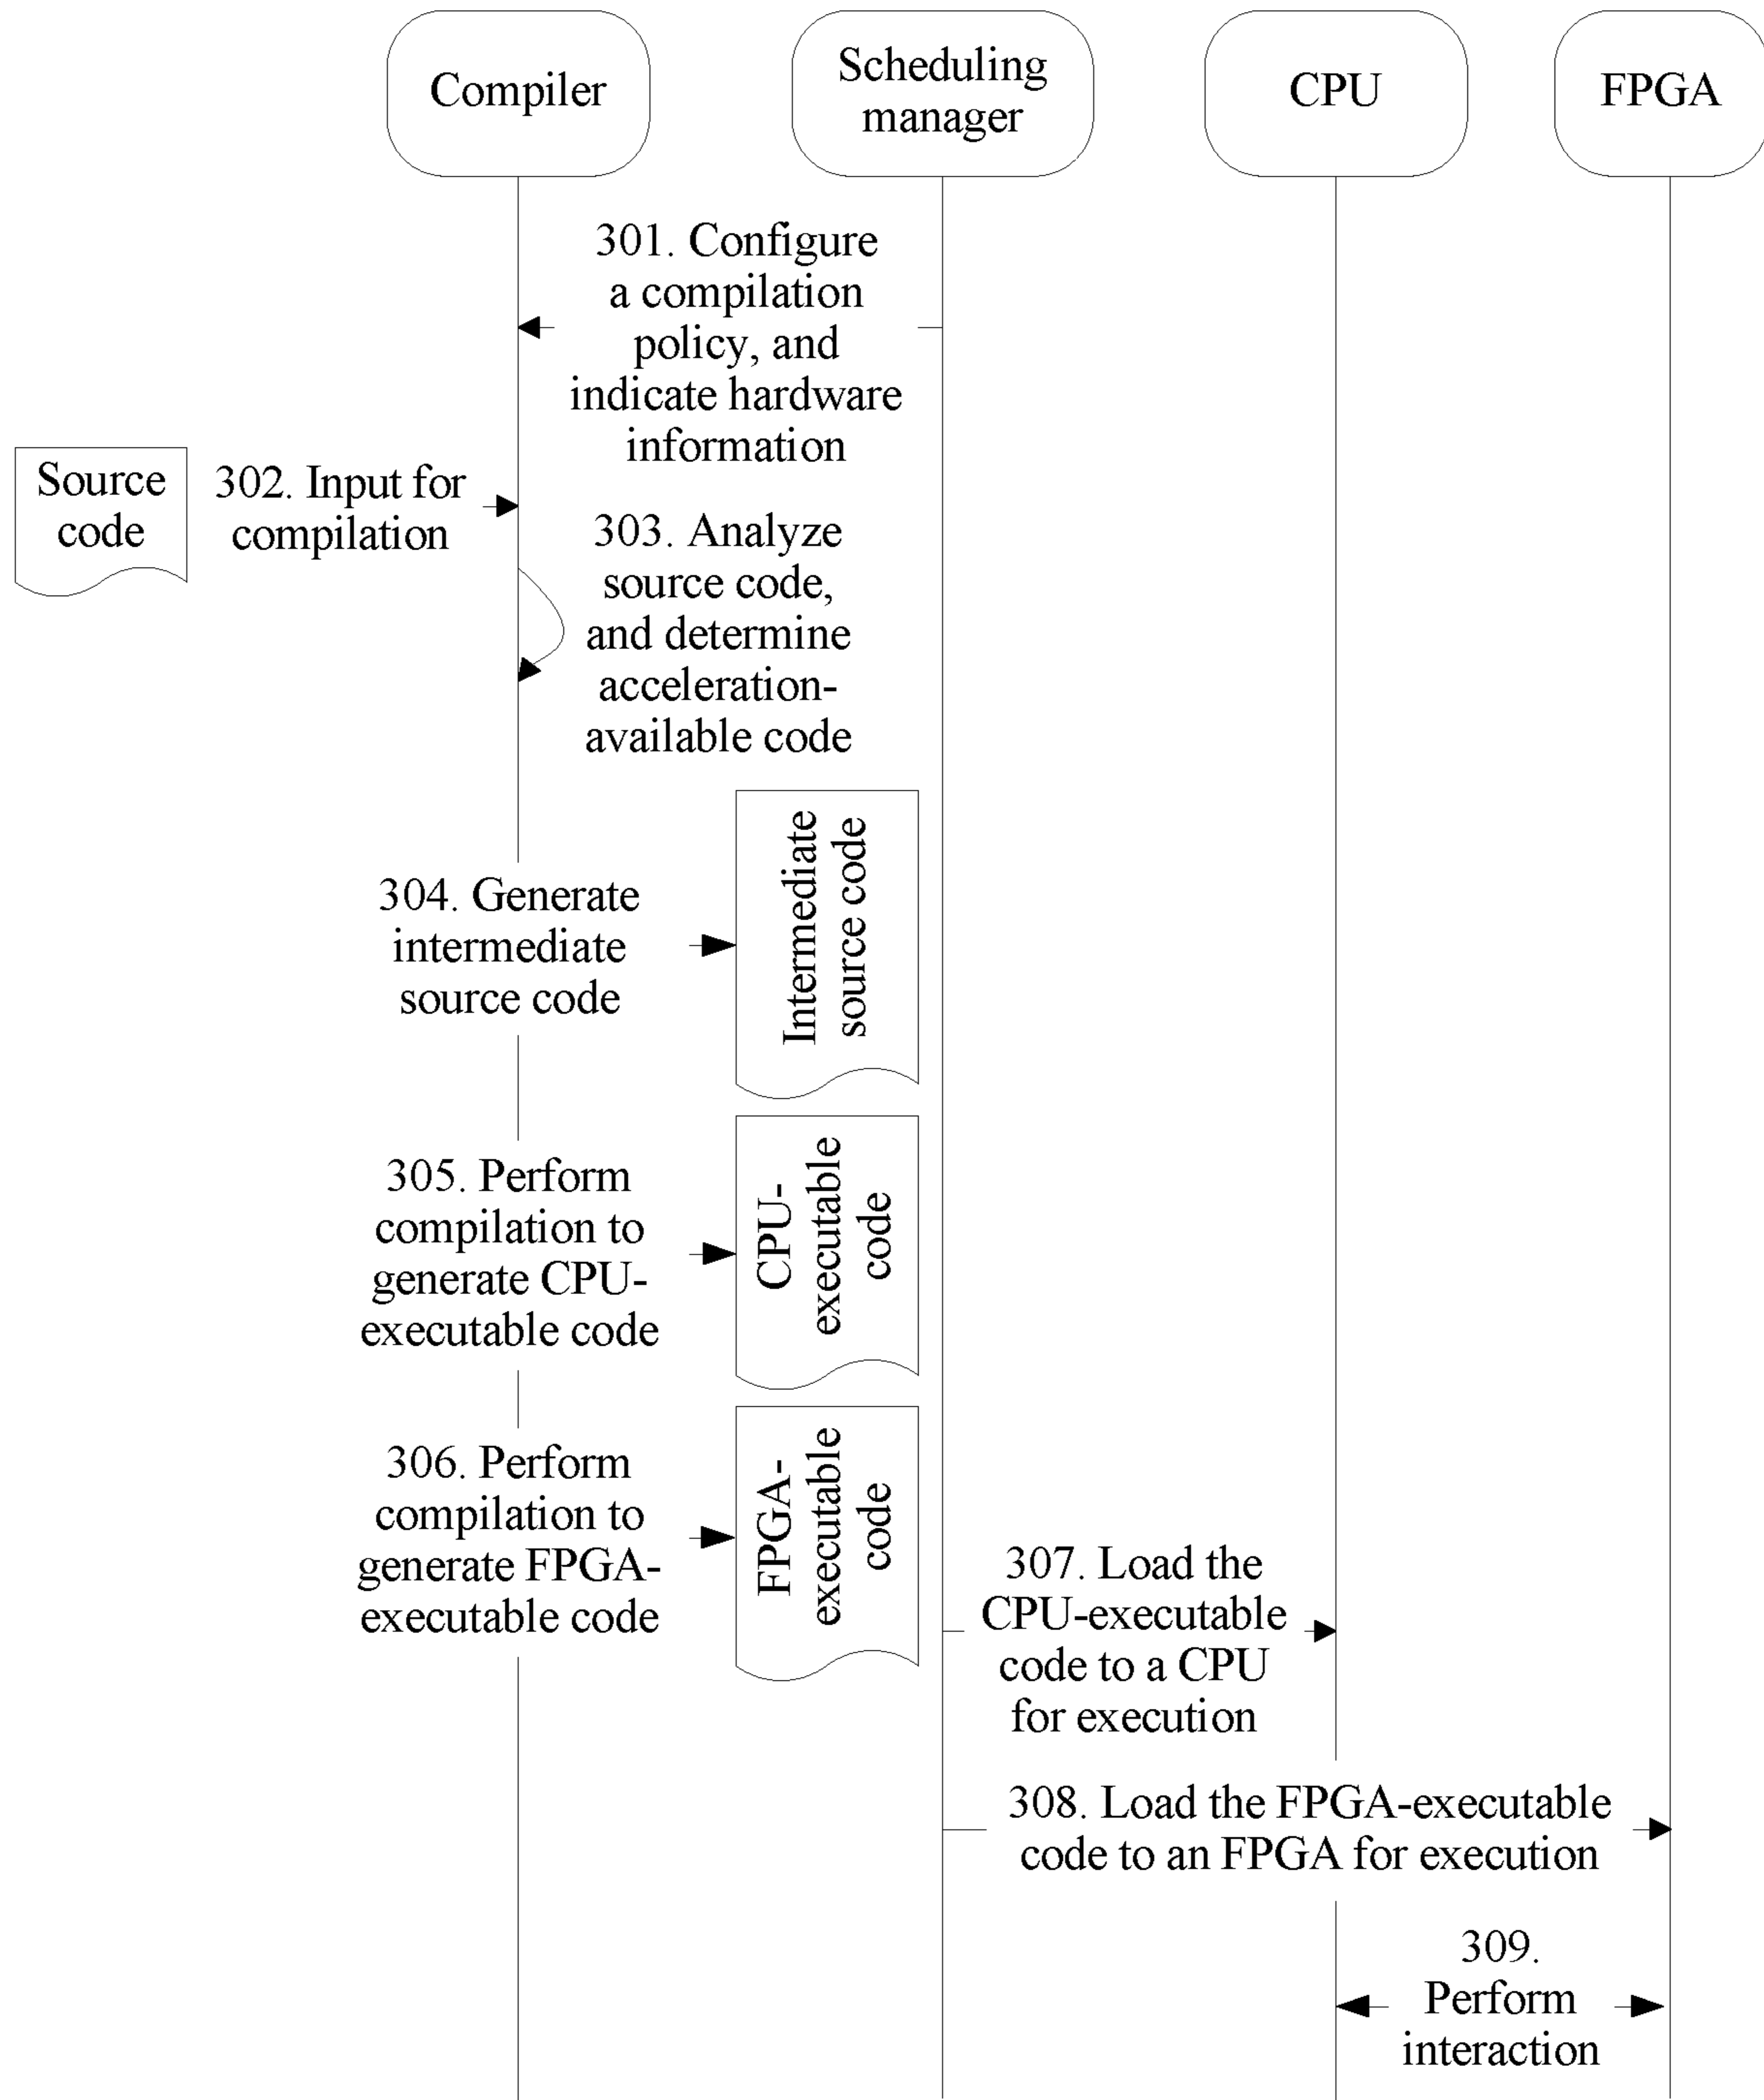 Compiler
Scheduling
manager
CPU
FPGA
301. Configure
a compilation
policy, and
indicate hardware
information
Source
code
302. Input for
compilation
303. Analyze
source code,
and determine
acceleration-
available code
304. Generate
intermediate
source code
Intermediate
source code
305. Perform
compilation to
generate CPU-
executable code
CPU-
executable
code
306. Perform
compilation to
generate FPGA-
executable code
FPGA-
executable
code
307. Load the
CPU-executable
code to a CPU
for execution
308. Load the FPGA-executable
code to an FPGA for execution
309.
Perform
interaction